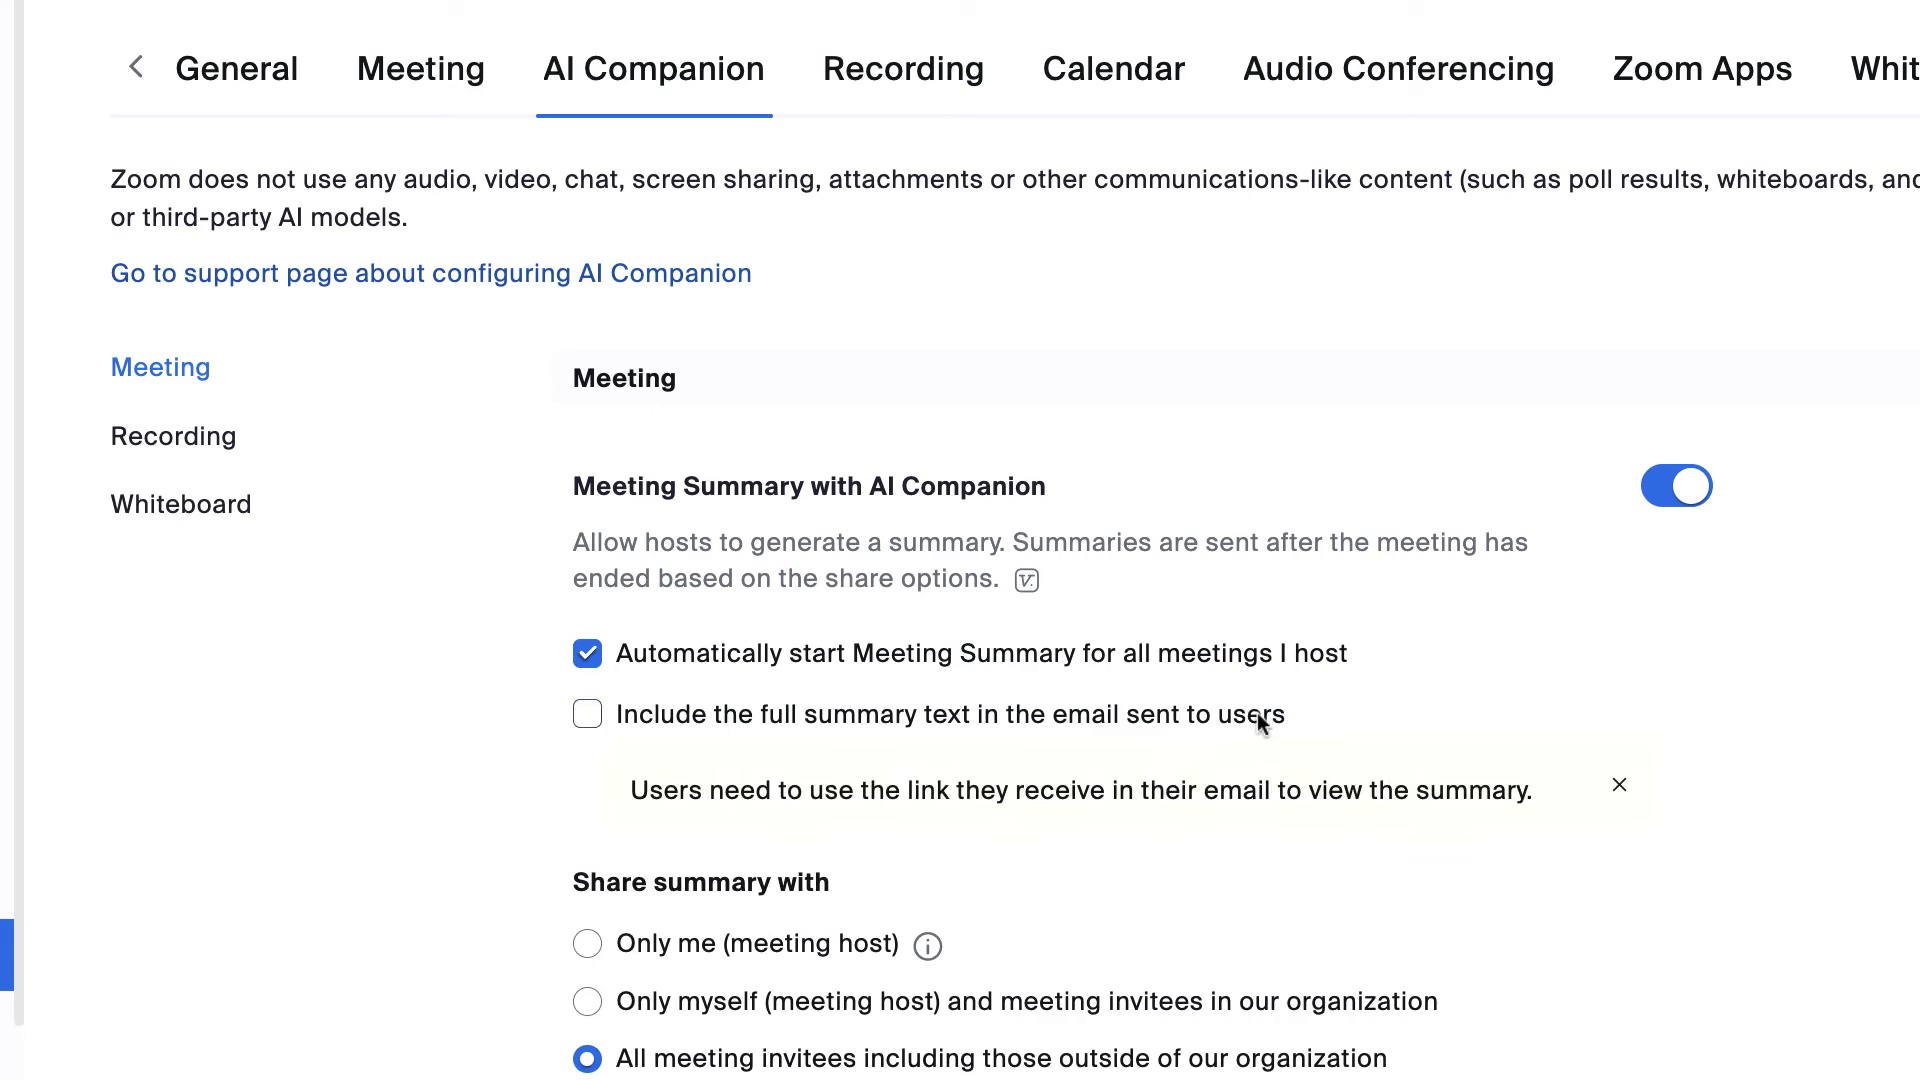 General Meeting AI Companion Recording Calendar Audio Conferencing Zoom Apps Whit
Zoom does not use any audio, video, chat, screen sharing, attachments or other communications-like content (such as poll results, whiteboards, and
or third-party AI models.
Go to support page about configuring AI Companion
Meeting
Recording
Whiteboard
Meeting
Meeting Summary with AI Companion
Allow hosts to generate a summary. Summaries are sent after the meeting has
ended based on the share options.
Automatically start Meeting Summary for all meetings I host
Include the full summary text in the email sent to users
Users need to use the link they receive in their email to view the summary.
Share summary with
Only me (meeting host)
Only myself (meeting host) and meeting invitees in our organization
All meeting invitees including those outside of our organization